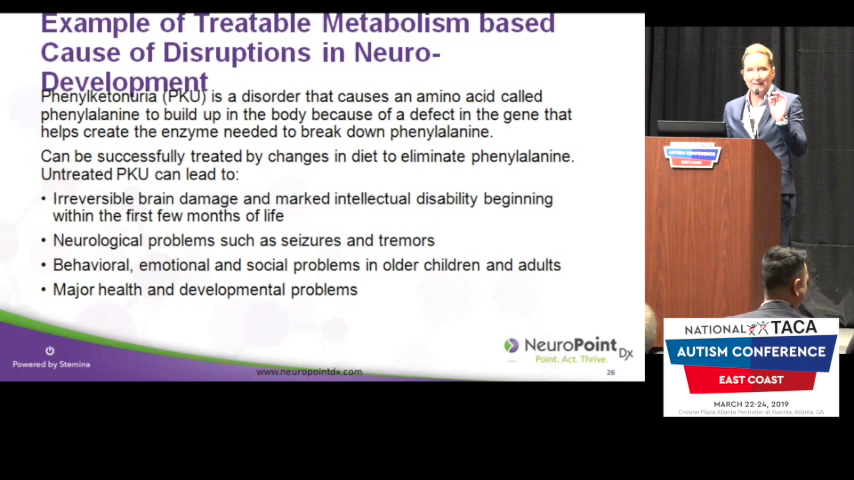 Example of Treatable Metabolism based
Cause of Disruptions in Neuro-
Development
Phenylketonuria (PKU) is a disorder that causes an amino acid called
phenylalanine to build up in the body because of a defect in the gene that
helps create the enzyme needed to break down phenylalanine.
Can be successfully treated by changes in diet to eliminate phenylalanine.
Untreated PKU can lead to:
• Irreversible brain damage and marked intellectual disability beginning
within the first few months of life
• Neurological problems such as seizures and tremors
• Behavioral, emotional and social problems in older children and adults
• Major health and developmental problems
Powered by Stemina
www.neuropointdx.com
NeuroPoint Dx
Point. Act. Thrive.
26
AUTISM CONFERENCE
EAST COAST
NATIONAL TACA
AUTISM CONFERENCE
EAST COAST
MARCH 22-24, 2019
Crowne Plaza Atlanta Perimeter at Ravinia, Atlanta, GA